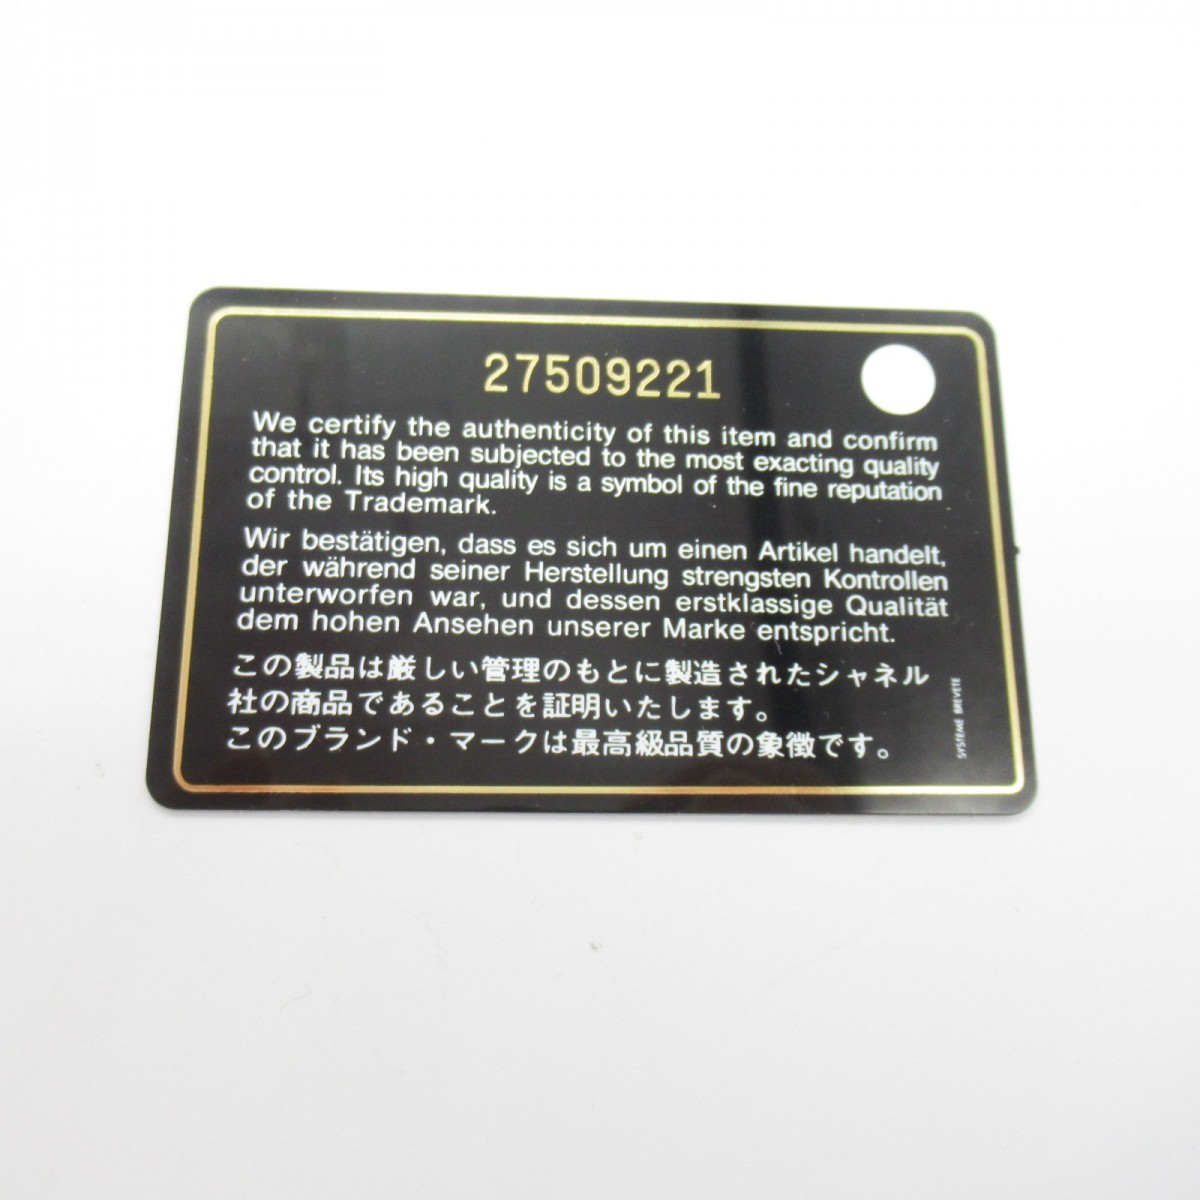 27509221
We certify the authenticity of this item and confirm
that it has been subjected to the most exacting quality
control. Its high quality is a symbol of the fine reputation
of the Trademark.
Wir bestätigen, dass es sich um einen Artikel handelt,
der während seiner Herstellung strengsten Kontrollen
unterworfen war, und dessen erstklassige Qualität
dem hohen Ansehen unserer Marke entspricht.
この製品は厳しい管理のもとに製造されたシャネル
社の商品であることを証明いたします。
このブランド・マークは最高級品質の象徴です。
SYSTEME BREVETE